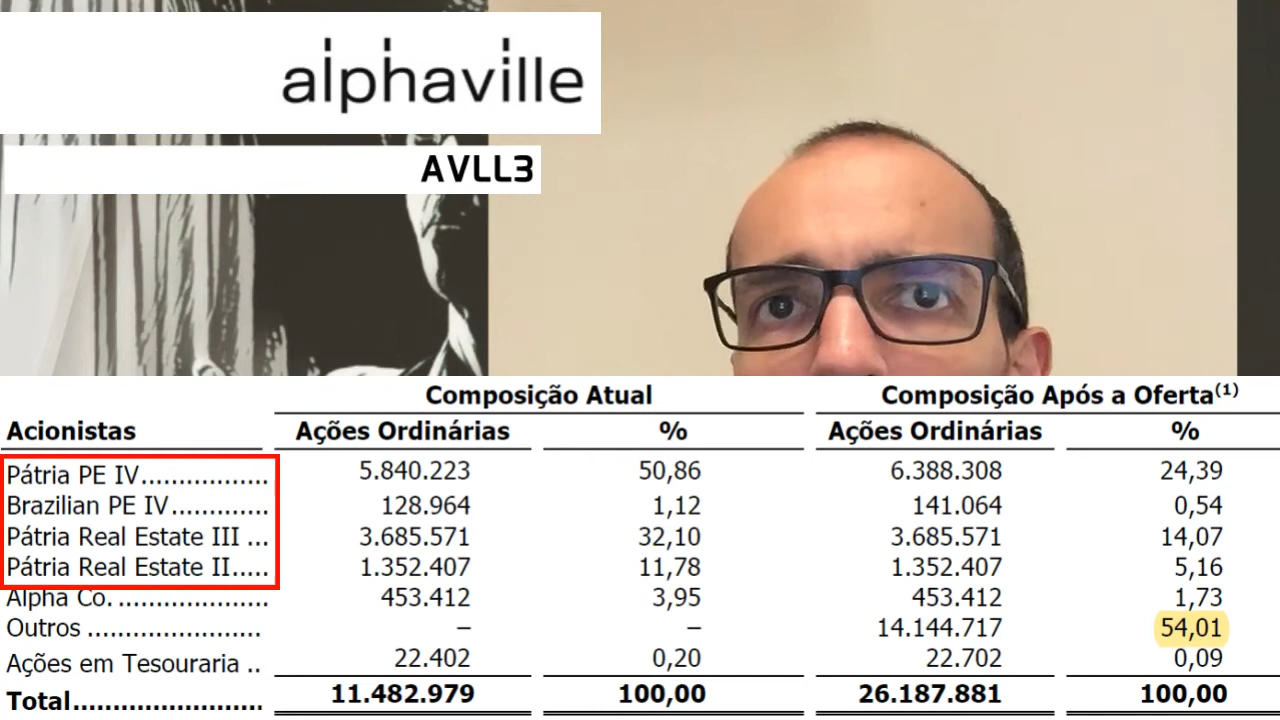 alphaville
AVLL3
Composição Atual Composição Após a Oferta(1)
Acionistas Ações Ordinárias % Ações Ordinárias %
Pátria PE IV................. 5.840.223 50,86 6.388.308 24,39
Brazilian PE IV............. 128.964 1,12 141.064 0,54
Pátria Real Estate III ... 3.685.571 32,10 3.685.571 14,07
Pátria Real Estate II..... 1.352.407 11,78 1.352.407 5,16
Alpha Co. .................... 453.412 3,95 453.412 1,73
Outros ....................... – – 14.144.717 54,01
Ações em Tesouraria .. 22.402 0,20 22.702 0,09
Total......................... 11.482.979 100,00 26.187.881 100,00